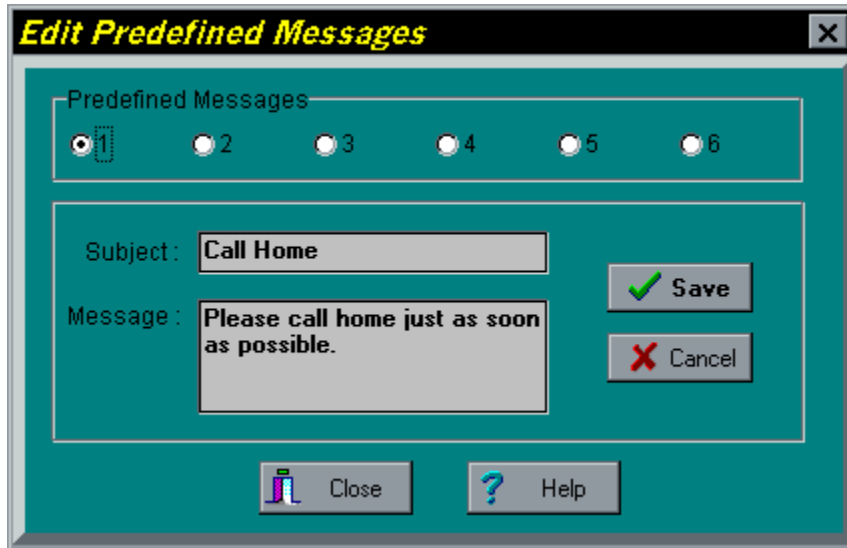 Edit Predefined Messages
Predefined Messages
1 2 3 4 5 6
Subject : Call Home
Message : Please call home just as soon
as possible.
Save
Cancel
Close Help